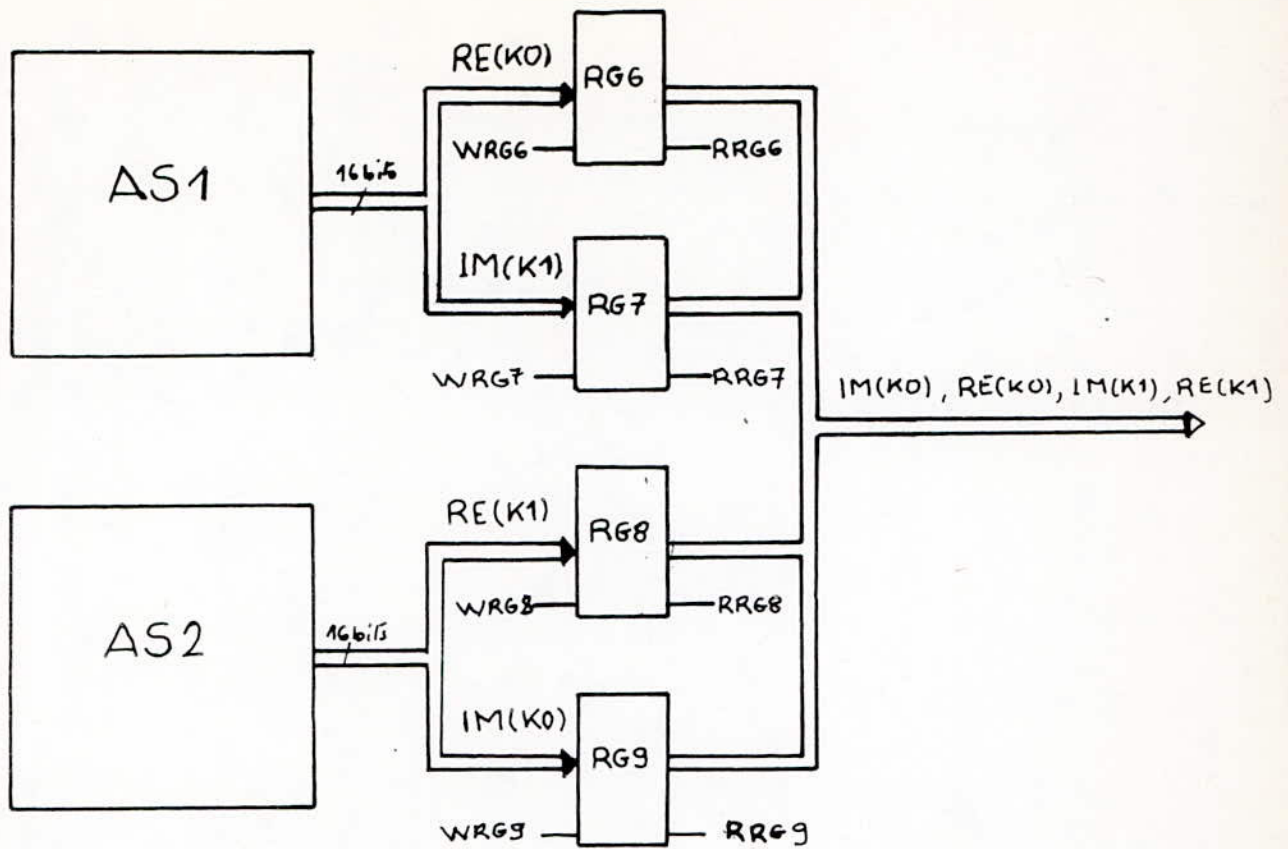 AS1
16bits
RE(K0)
RG6
WRG6
RRG6
IM(K1)
RG7
WRG7
RRG7
IM(K0), RE(K0), IM(K1), RE(K1)
AS2
16bits
RE(K1)
RG8
WRG8
RRG8
IM(K0)
RG9
WRG9
RRG9